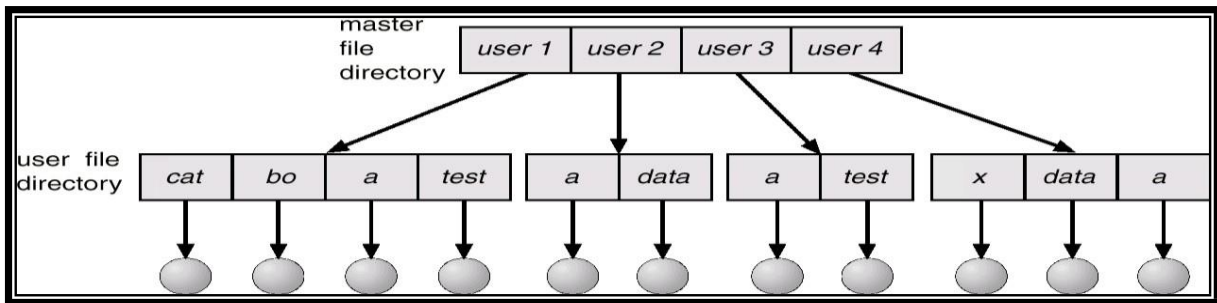 master
file
directory
user 1 user 2 user 3 user 4
user file
directory
cat bo a test a data a test x data a